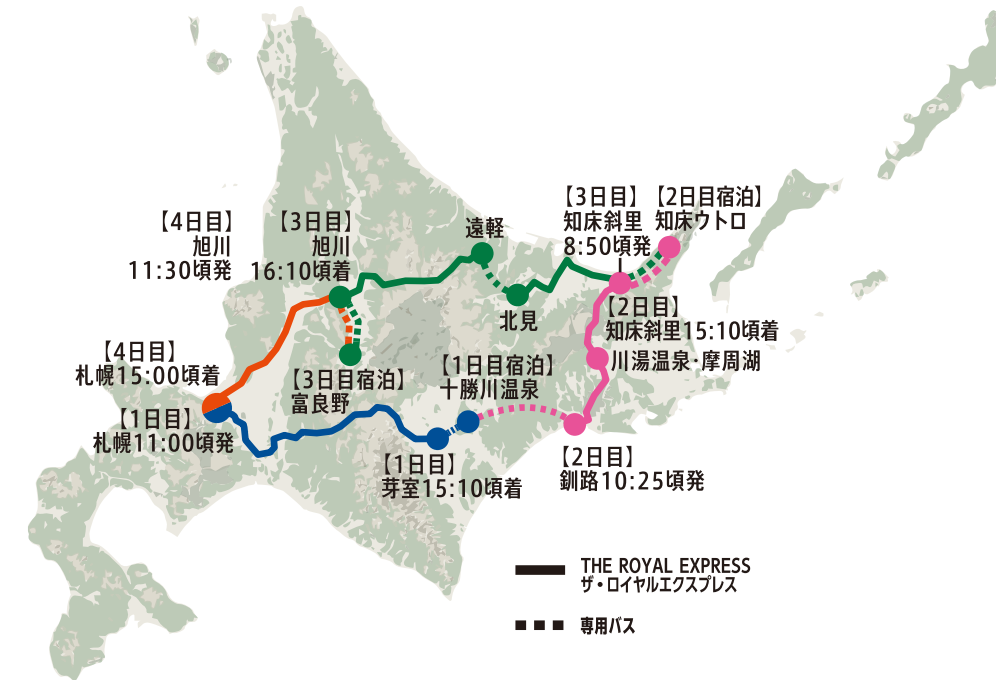 【3日目】
知床斜里
8:50頃発
【2日目宿泊】
知床ウトロ
【4日目】
旭川
11:30頃発
【3日目】
旭川
16:10頃着
遠軽
北見
【2日目】
知床斜里15:10頃着
川湯温泉・摩周湖
【4日目】
札幌15:00頃着
【3日目宿泊】
富良野
【1日目宿泊】
十勝川温泉
【1日目】
札幌11:00頃発
【1日目】
芽室15:10頃着
【2日目】
釧路10:25頃発
THE ROYAL EXPRESS
ザ・ロイヤルエクスプレス
専用バス